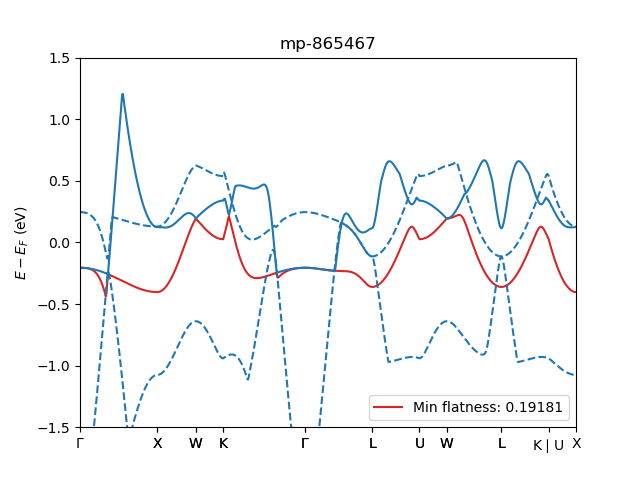 mp-865467
E − E_F (eV)
1.5
1.0
0.5
0.0
−0.5
−1.0
−1.5
Min flatness: 0.19181
Γ X W K Γ L U W L K | U X